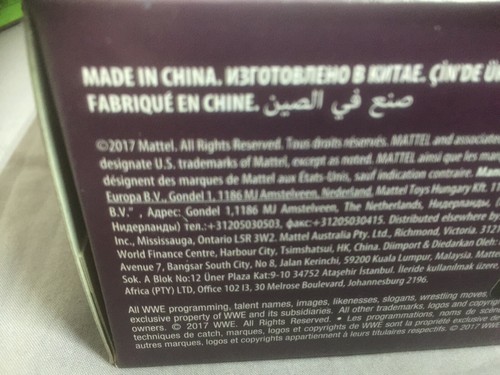 MADE IN CHINA. ИЗГОТОВЛЕНО В КИТАЕ. ÇİN'DE
FABRIQUÉ EN CHINE. صنع في الصين
©2017 Mattel. All Rights Reserved. Tous droits réservés. MATTEL and
designate U.S. trademarks of Mattel, except as noted. MATTEL ainsi que les
désignent des marques de Mattel aux États-Unis, sauf indication contraire.
Europa B.V., Gondel 1, 1186 MJ Amstelveen, Nederland. Mattel Toys Hungary Kft.
B.V." , Адрес: Gondel 1,1186 MJ Amstelveen, The Netherlands, Нидерланды.
Нидерланды) тел.:+31205030503, факс:+31205030415. Distributed elsewhere
Inc., Mississauga, Ontario L5R 3W2. Mattel Australia Pty. Ltd., Richmond, Victoria.
World Finance Centre, Harbour City, Tsimshatsui, HK, China. Diimport & Diedarkan Oleh:
Avenue 7, Bangsar South City, No 8, Jalan Kerinchi, 59200 Kuala Lumpur, Malaysia.
Sok. A Blok No:12 Üner Plaza Kat:9-10 34752 Ataşehir İstanbul. İleride kullanılmak
Africa (PTY) LTD, Office 102 I3, 30 Melrose Boulevard, Johannesburg 2196.
All WWE programming, talent names, images, likenesses, slogans, wrestling moves,
exclusive property of WWE and its subsidiaries. All other trademarks, logos and
owners. © 2017 WWE. All Rights Reserved. • Les programmations, noms de
techniques de catch, marques, logos et copyrights de WWE sont la propriété exclusive de
autres marques, logos et copyrights appartiennent à leurs titulaires respectifs. © 2017